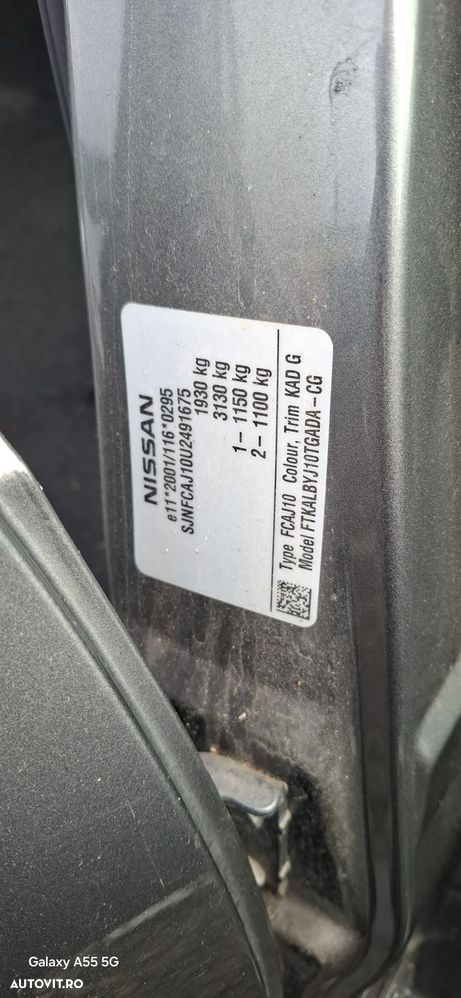 NISSAN
e11*2001/116*0295
SJNFCAJ10U2491675
1930 kg
3130 kg
1 – 1150 kg
2 – 1100 kg
Type FCAJ10 Colour, Trim KAD G
Model FTKALBYJ10TGADA–CG
Galaxy A55 5G
AUTOVIT.RO